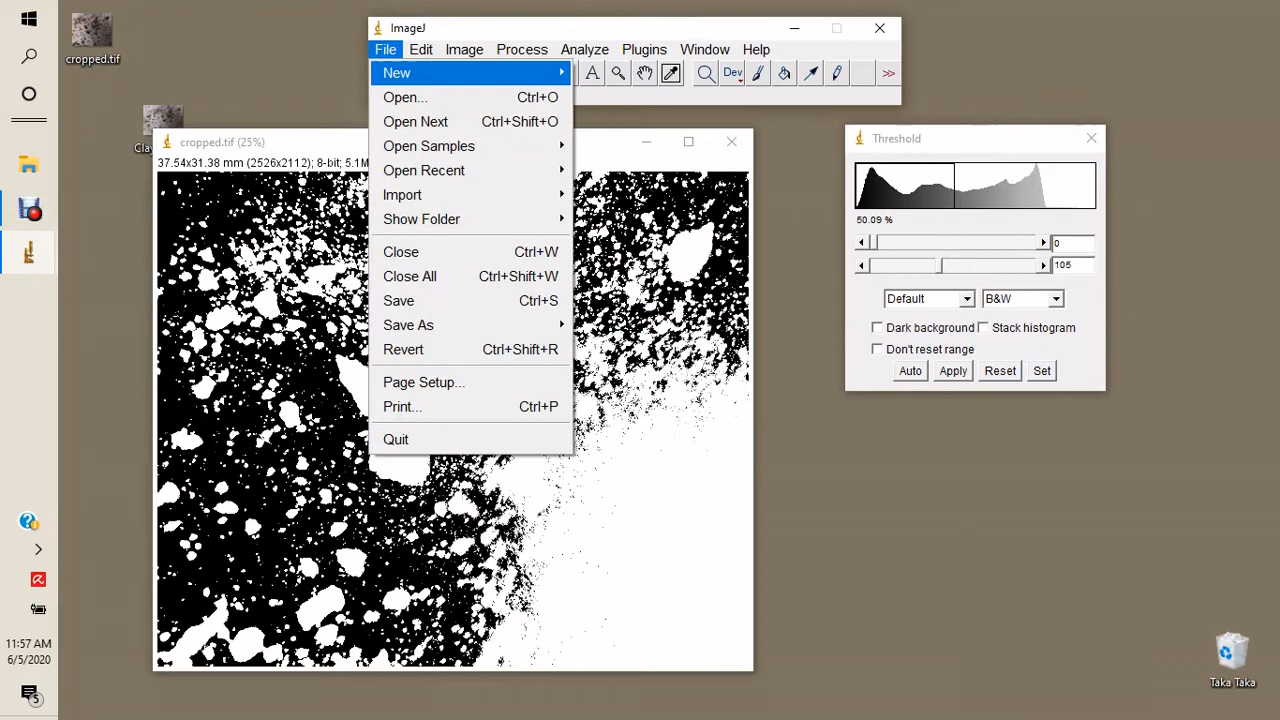 cropped.tif
Clay
11:57 AM
6/5/2020
5
Taka Taka
ImageJ
File Edit Image Process Analyze Plugins Window Help
A Dev >>
New
Open... Ctrl+O
Open Next Ctrl+Shift+O
Open Samples
Open Recent
Import
Show Folder
Close Ctrl+W
Close All Ctrl+Shift+W
Save Ctrl+S
Save As
Revert Ctrl+Shift+R
Page Setup...
Print... Ctrl+P
Quit
cropped.tif (25%)
37.54x31.38 mm (2526x2112); 8-bit; 5.1M
Threshold
50.09 %
0
105
Default B&W
Dark background Stack histogram
Don't reset range
Auto Apply Reset Set